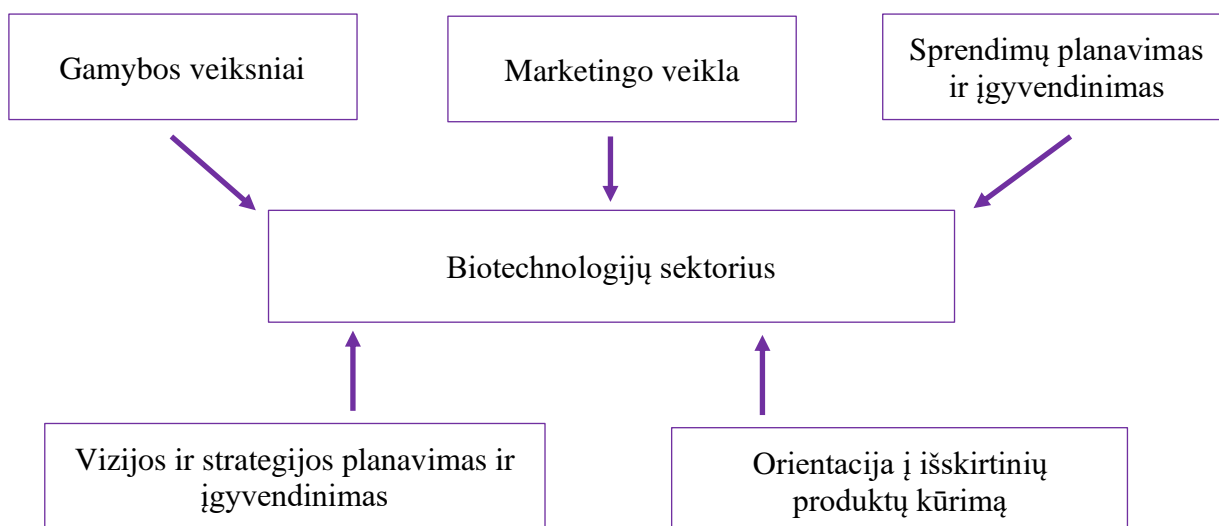 Gamybos veiksniai
Marketingo veikla
Sprendimų planavimas
ir įgyvendinimas
Biotechnologijų sektorius
Vizijos ir strategijos planavimas ir
įgyvendinimas
Orientacija į išskirtinių
produktų kūrimą